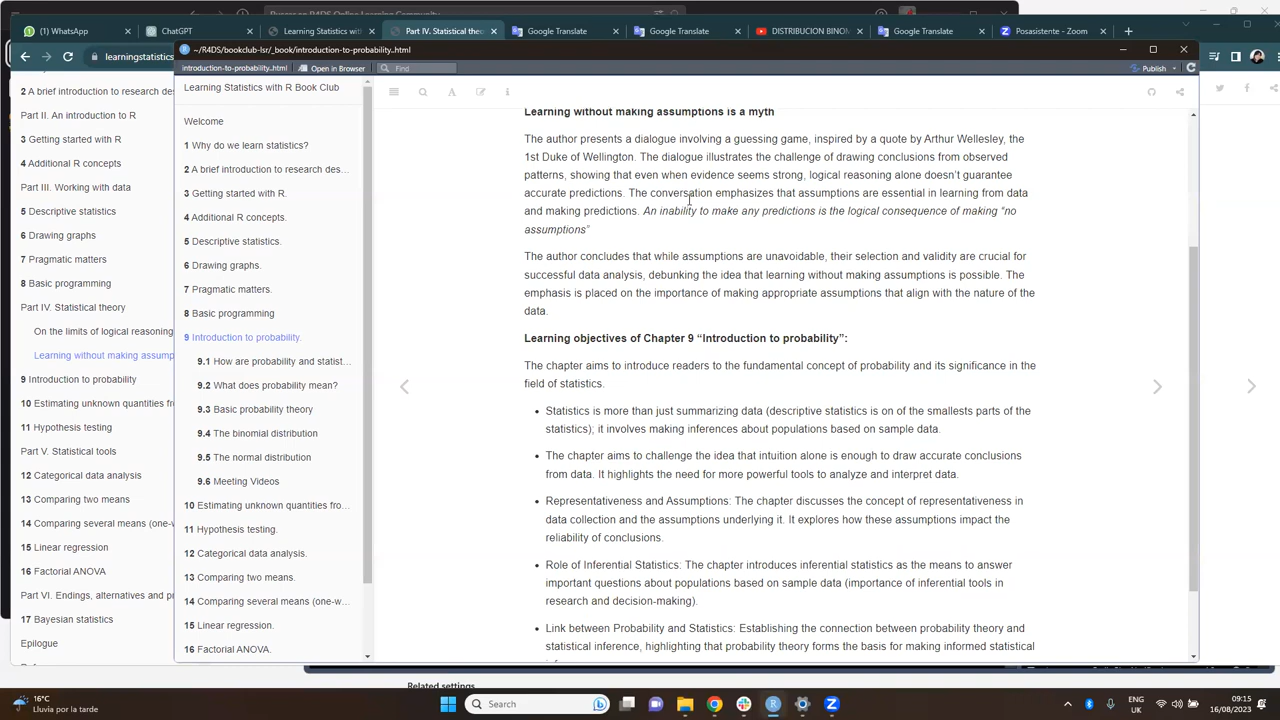 Buscar en R4DS Online Learning Community
WhatsApp
ChatGPT
Learning Statistics with
Part IV. Statistical theo
Google Translate
Google Translate
DISTRIBUCION BINOM
Google Translate
Posasistente - Zoom
learningstatistics
~/R4DS/bookclub-lsr/_book/introduction-to-probability..html
introduction-to-probability..html
Open in Browser
Find
Publish
2 A brief introduction to research des
Part II. An introduction to R
3 Getting started with R
4 Additional R concepts
Part III. Working with data
5 Descriptive statistics
6 Drawing graphs
7 Pragmatic matters
8 Basic programming
Part IV. Statistical theory
On the limits of logical reasoning
Learning without making assump
9 Introduction to probability
10 Estimating unknown quantities fro
11 Hypothesis testing
Part V. Statistical tools
12 Categorical data analysis
13 Comparing two means
14 Comparing several means (one-w
15 Linear regression
16 Factorial ANOVA
Part VI. Endings, alternatives and pr
17 Bayesian statistics
Epilogue
Learning Statistics with R Book Club
Welcome
1 Why do we learn statistics?
2 A brief introduction to research des...
3 Getting started with R.
4 Additional R concepts.
5 Descriptive statistics.
6 Drawing graphs.
7 Pragmatic matters.
8 Basic programming
9 Introduction to probability.
9.1 How are probability and statist...
9.2 What does probability mean?
9.3 Basic probability theory
9.4 The binomial distribution
9.5 The normal distribution
9.6 Meeting Videos
10 Estimating unknown quantities fro...
11 Hypothesis testing.
12 Categorical data analysis.
13 Comparing two means.
14 Comparing several means (one-w...
15 Linear regression.
16 Factorial ANOVA.
Learning without making assumptions is a myth
The author presents a dialogue involving a guessing game, inspired by a quote by Arthur Wellesley, the
1st Duke of Wellington. The dialogue illustrates the challenge of drawing conclusions from observed
patterns, showing that even when evidence seems strong, logical reasoning alone doesn't guarantee
accurate predictions. The conversation emphasizes that assumptions are essential in learning from data
and making predictions. An inability to make any predictions is the logical consequence of making "no
assumptions"
The author concludes that while assumptions are unavoidable, their selection and validity are crucial for
successful data analysis, debunking the idea that learning without making assumptions is possible. The
emphasis is placed on the importance of making appropriate assumptions that align with the nature of the
data.
Learning objectives of Chapter 9 "Introduction to probability":
The chapter aims to introduce readers to the fundamental concept of probability and its significance in the
field of statistics.
• Statistics is more than just summarizing data (descriptive statistics is on of the smallests parts of the
statistics); it involves making inferences about populations based on sample data.
• The chapter aims to challenge the idea that intuition alone is enough to draw accurate conclusions
from data. It highlights the need for more powerful tools to analyze and interpret data.
• Representativeness and Assumptions: The chapter discusses the concept of representativeness in
data collection and the assumptions underlying it. It explores how these assumptions impact the
reliability of conclusions.
• Role of Inferential Statistics: The chapter introduces inferential statistics as the means to answer
important questions about populations based on sample data (importance of inferential tools in
research and decision-making).
• Link between Probability and Statistics: Establishing the connection between probability theory and
statistical inference, highlighting that probability theory forms the basis for making informed statistical
Related settings
16°C
Lluvia por la tarde
Search
ENG
UK
09:15
16/08/2023